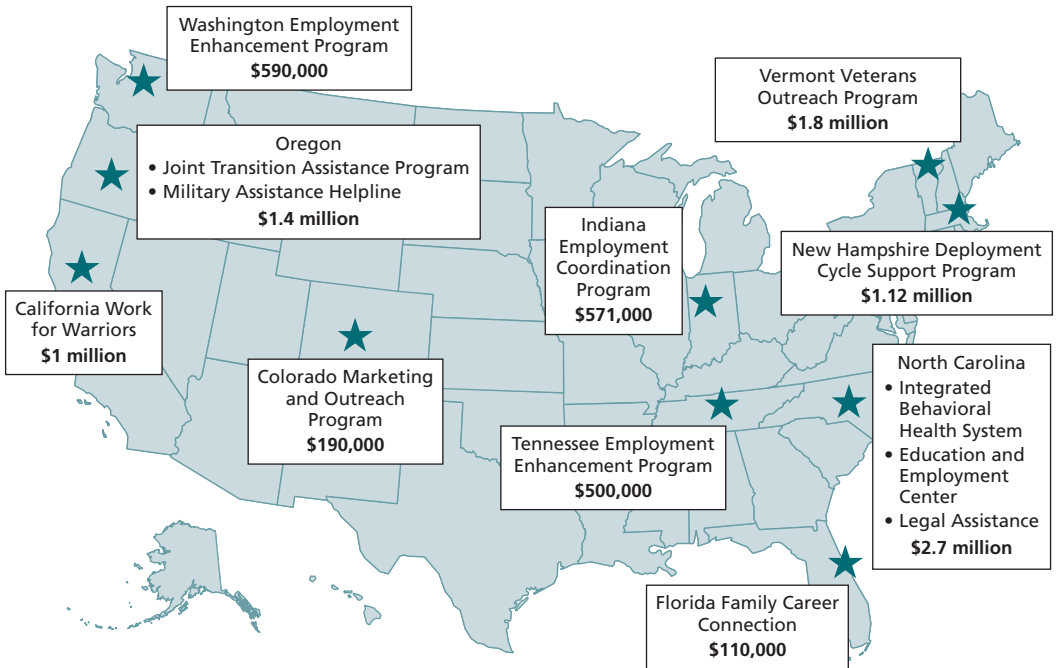 Washington Employment
Enhancement Program
$590,000
Vermont Veterans
Outreach Program
$1.8 million
Oregon
• Joint Transition Assistance Program
• Military Assistance Helpline
$1.4 million
Indiana
Employment
Coordination
Program
$571,000
New Hampshire Deployment
Cycle Support Program
$1.12 million
California Work
for Warriors
$1 million
Colorado Marketing
and Outreach
Program
$190,000
North Carolina
• Integrated
Behavioral
Health System
• Education and
Employment
Center
• Legal Assistance
$2.7 million
Tennessee Employment
Enhancement Program
$500,000
Florida Family Career
Connection
$110,000